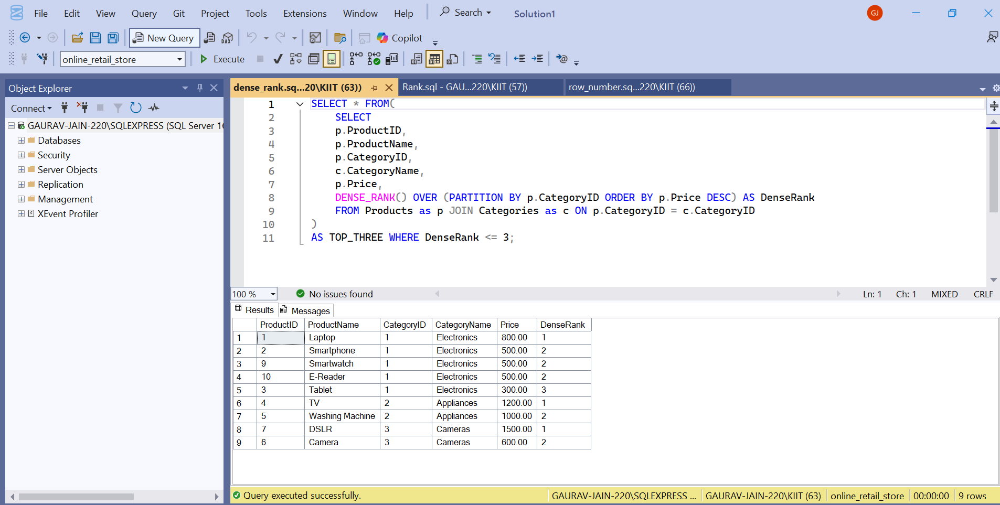 File Edit View Query Git Project Tools Extensions Window Help Search Solution1 GJ
New Query DAX Copilot
online_retail_store Execute
Object Explorer
Connect
GAURAV-JAIN-220\SQLEXPRESS (SQL Server 16
Databases
Security
Server Objects
Replication
Management
XEvent Profiler
dense_rank.sq...20\KIIT (63)) Rank.sql - GAU...220\KIIT (57)) row_number.sq...220\KIIT (66))
1 SELECT * FROM(
2 SELECT
3 p.ProductID,
4 p.ProductName,
5 p.CategoryID,
6 c.CategoryName,
7 p.Price,
8 DENSE_RANK() OVER (PARTITION BY p.CategoryID ORDER BY p.Price DESC) AS DenseRank
9 FROM Products as p JOIN Categories as c ON p.CategoryID = c.CategoryID
10 )
11 AS TOP_THREE WHERE DenseRank <= 3;
100 % No issues found Ln: 1 Ch: 1 MIXED CRLF
Results Messages
ProductID ProductName CategoryID CategoryName Price DenseRank
1 1 Laptop 1 Electronics 800.00 1
2 2 Smartphone 1 Electronics 500.00 2
3 9 Smartwatch 1 Electronics 500.00 2
4 10 E-Reader 1 Electronics 500.00 2
5 3 Tablet 1 Electronics 300.00 3
6 4 TV 2 Appliances 1200.00 1
7 5 Washing Machine 2 Appliances 1000.00 2
8 7 DSLR 3 Cameras 1500.00 1
9 6 Camera 3 Cameras 600.00 2
Query executed successfully. GAURAV-JAIN-220\SQLEXPRESS ... GAURAV-JAIN-220\KIIT (63) online_retail_store 00:00:00 9 rows